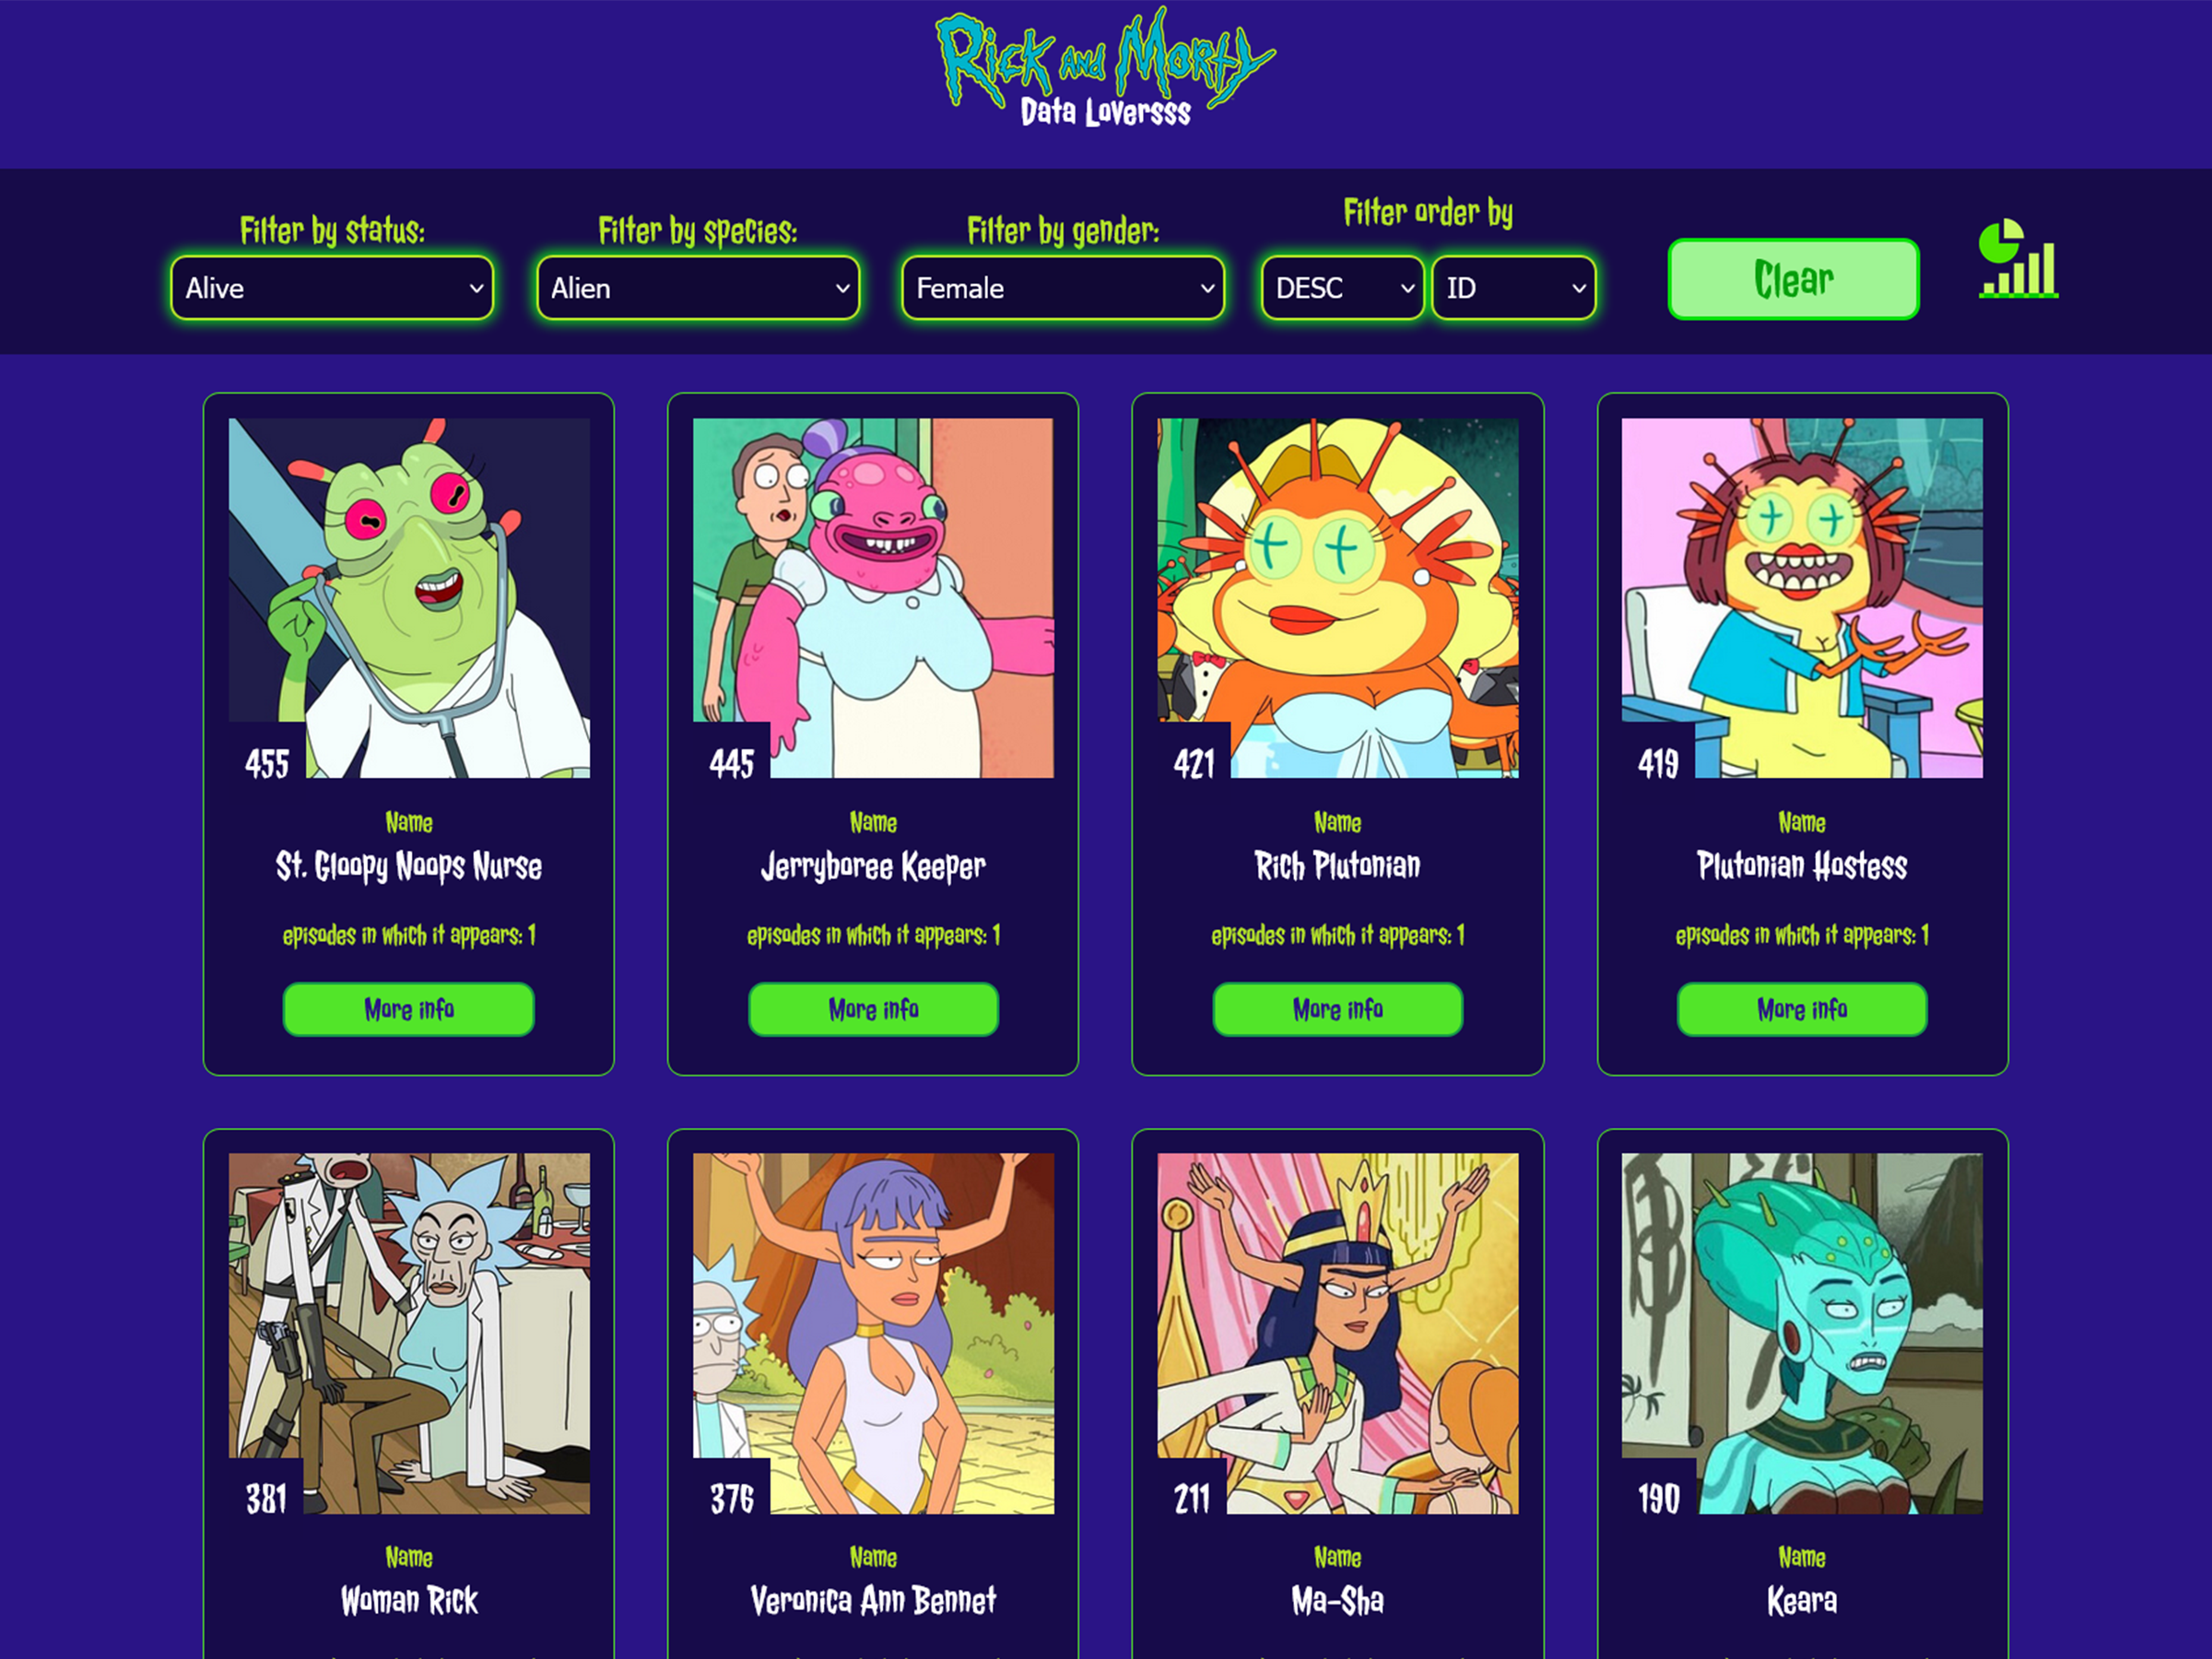 Rick and Morty
Data Loversss
Filter by status:
Filter by species:
Filter by gender:
Filter order by
Alive
Alien
Female
DESC
ID
Clear
455
445
421
419
Name
Name
Name
Name
St. Gloopy Noops Nurse
Jerryboree Keeper
Rich Plutonian
Plutonian Hostess
episodes in which it appears: 1
episodes in which it appears: 1
episodes in which it appears: 1
episodes in which it appears: 1
More info
More info
More info
More info
381
376
211
190
Name
Name
Name
Name
Woman Rick
Veronica Ann Bennet
Ma-Sha
Keara